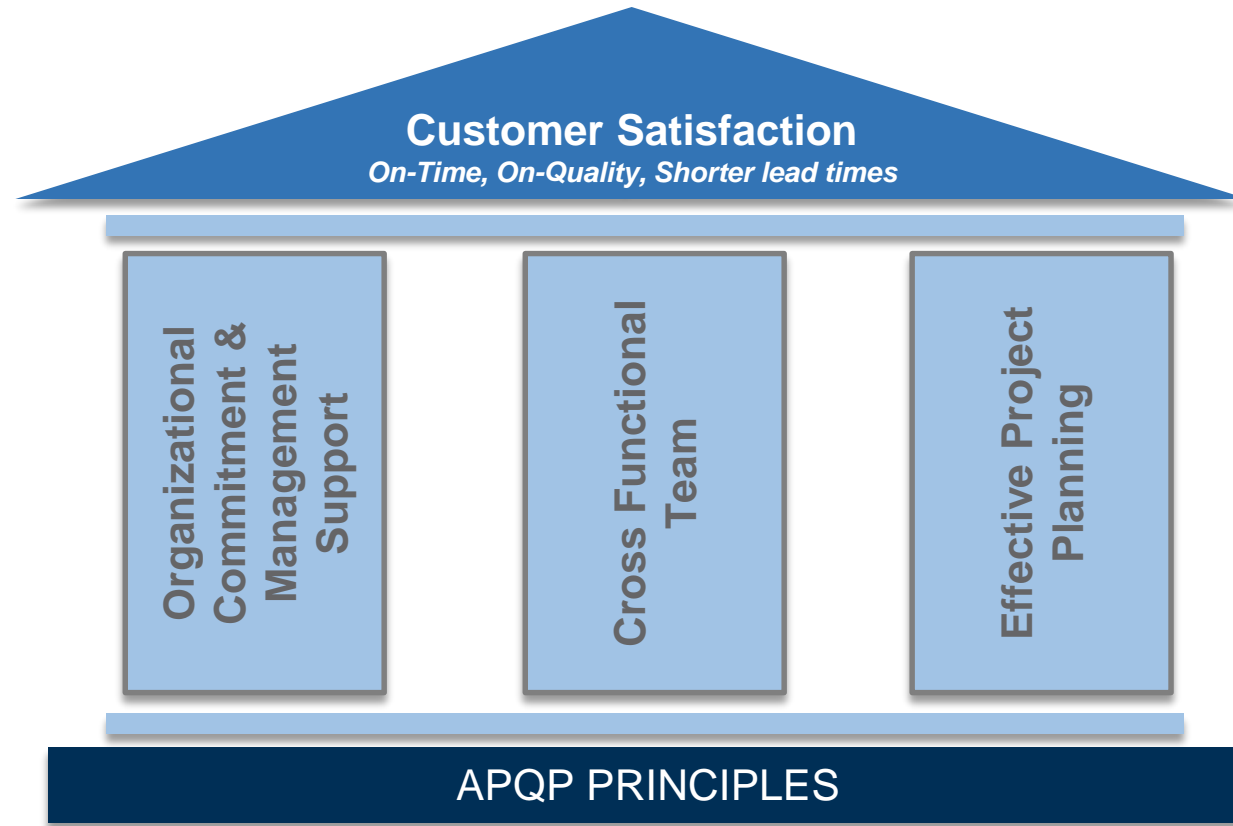 Customer Satisfaction
On-Time, On-Quality, Shorter lead times
Organizational
Commitment &
Management
Support
Cross Functional
Team
Effective Project
Planning
APQP PRINCIPLES